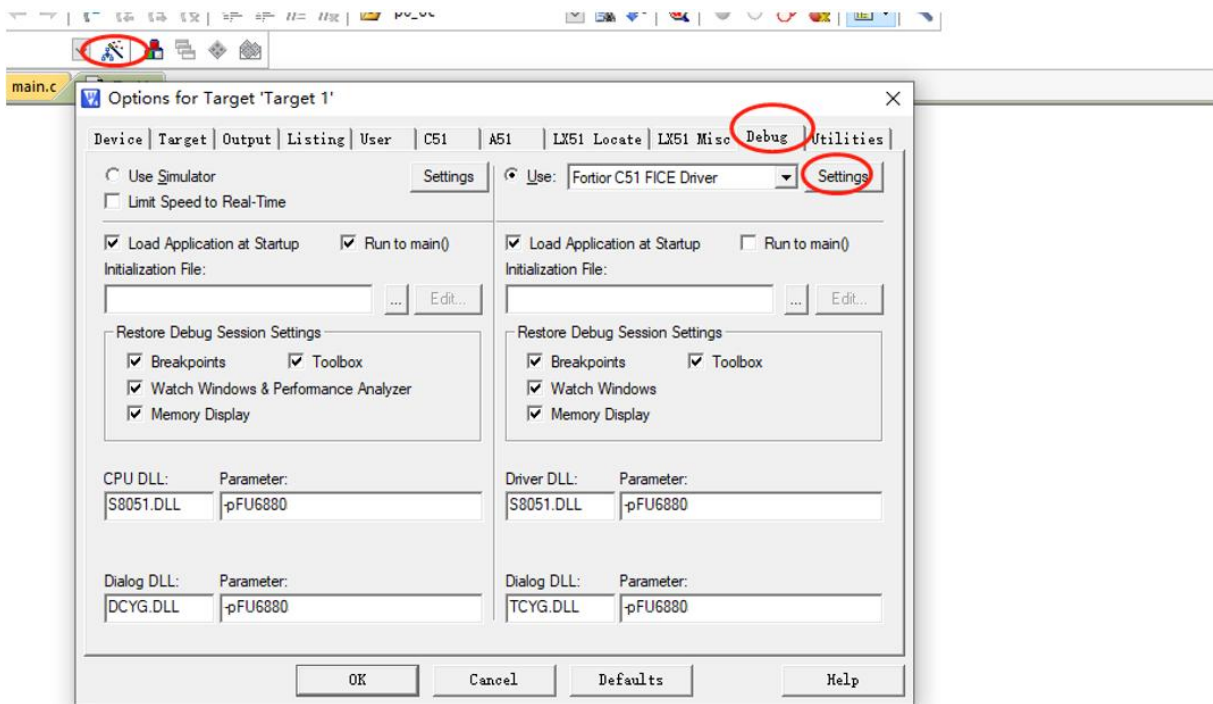 main.c
Options for Target 'Target 1'
Device Target Output Listing User C51 A51 LX51 Locate LX51 Misc Debug Utilities
Use Simulator Settings Use: Fortior C51 FICE Driver Settings
Limit Speed to Real-Time
Load Application at Startup Run to main() Load Application at Startup Run to main()
Initialization File: Initialization File:
... Edit... ... Edit...
Restore Debug Session Settings Restore Debug Session Settings
Breakpoints Toolbox Breakpoints Toolbox
Watch Windows & Performance Analyzer Watch Windows
Memory Display Memory Display
CPU DLL: Parameter: Driver DLL: Parameter:
S8051.DLL -pFU6880 S8051.DLL -pFU6880
Dialog DLL: Parameter: Dialog DLL: Parameter:
DCYG.DLL -pFU6880 TCYG.DLL -pFU6880
OK Cancel Defaults Help